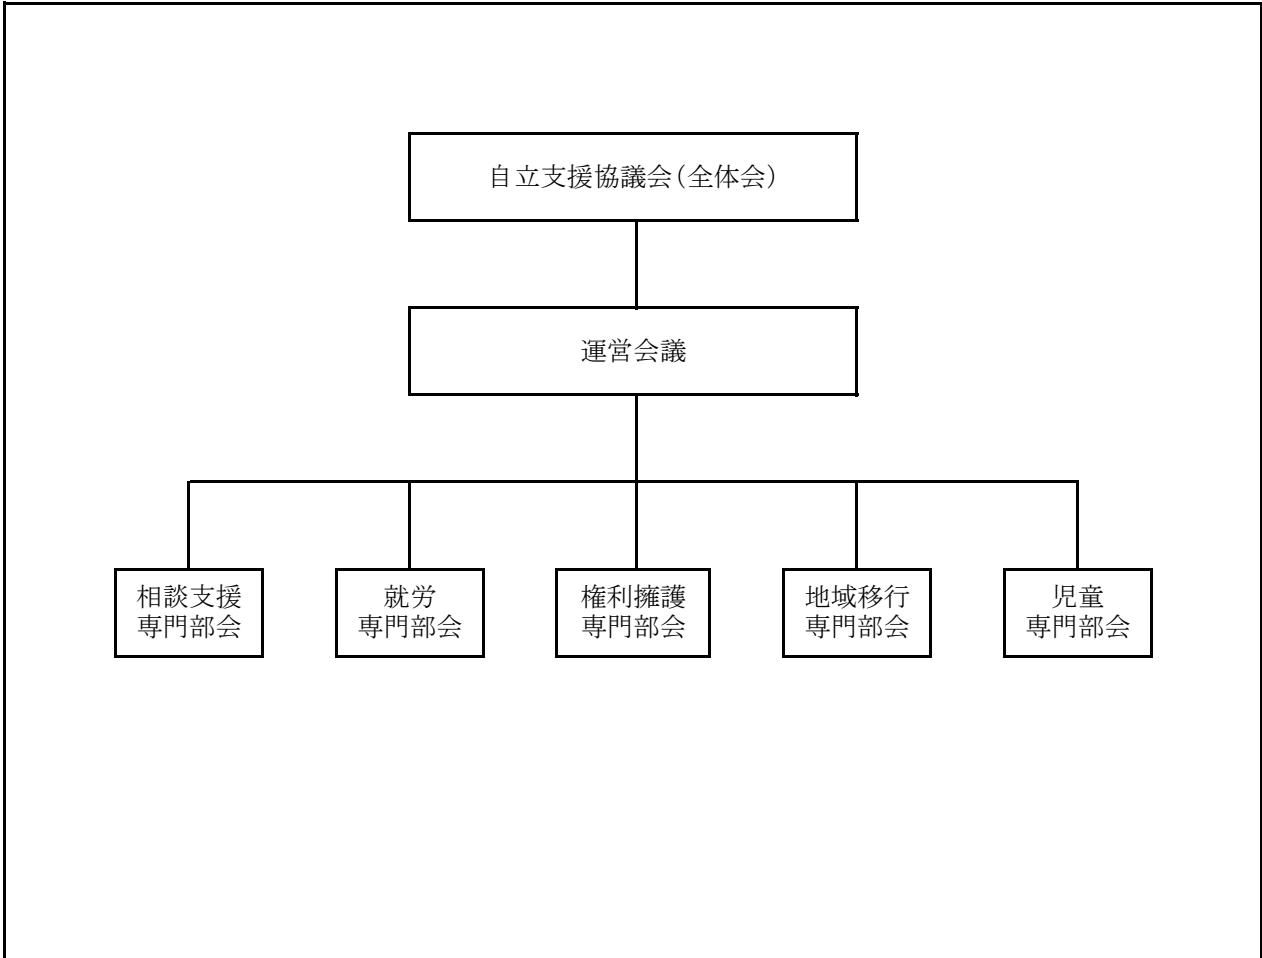 自立支援協議会(全体会)
運営会議
相談支援
専門部会
就労
専門部会
権利擁護
専門部会
地域移行
専門部会
児童
専門部会